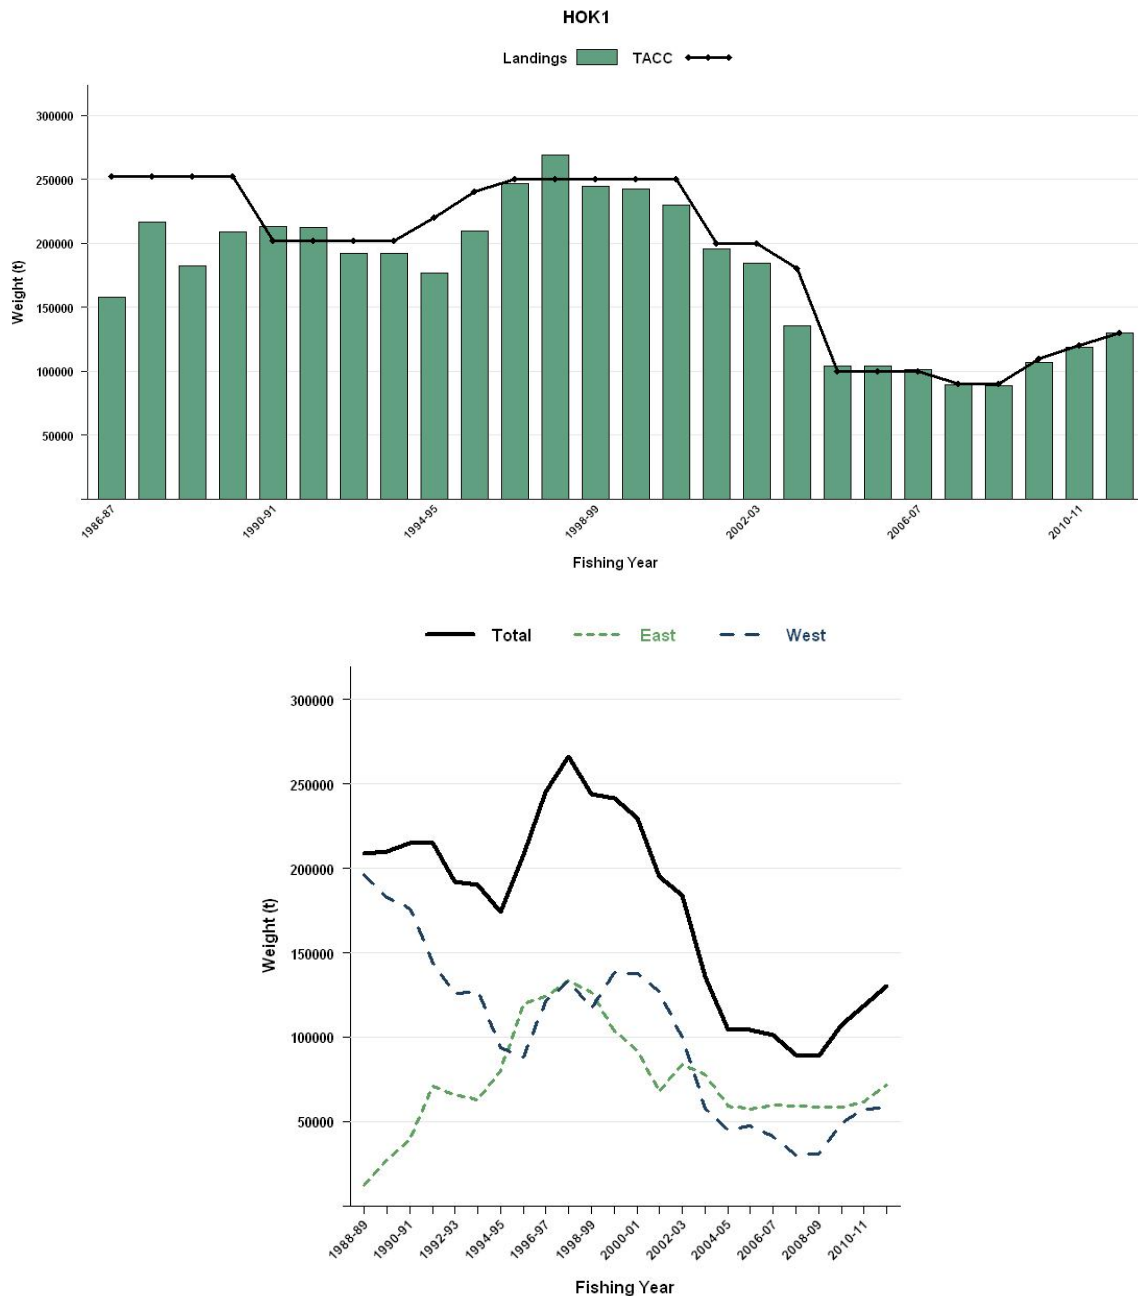 HOK1
Landings TACC
300000
250000
200000
150000
100000
50000
Weight (t)
1986-87 1990-91 1994-95 1998-99 2002-03 2006-07 2010-11
Fishing Year
Total East West
300000
250000
200000
150000
100000
50000
Weight (t)
1988-89 1990-91 1992-93 1994-95 1996-97 1998-99 2000-01 2002-03 2004-05 2006-07 2008-09 2010-11
Fishing Year